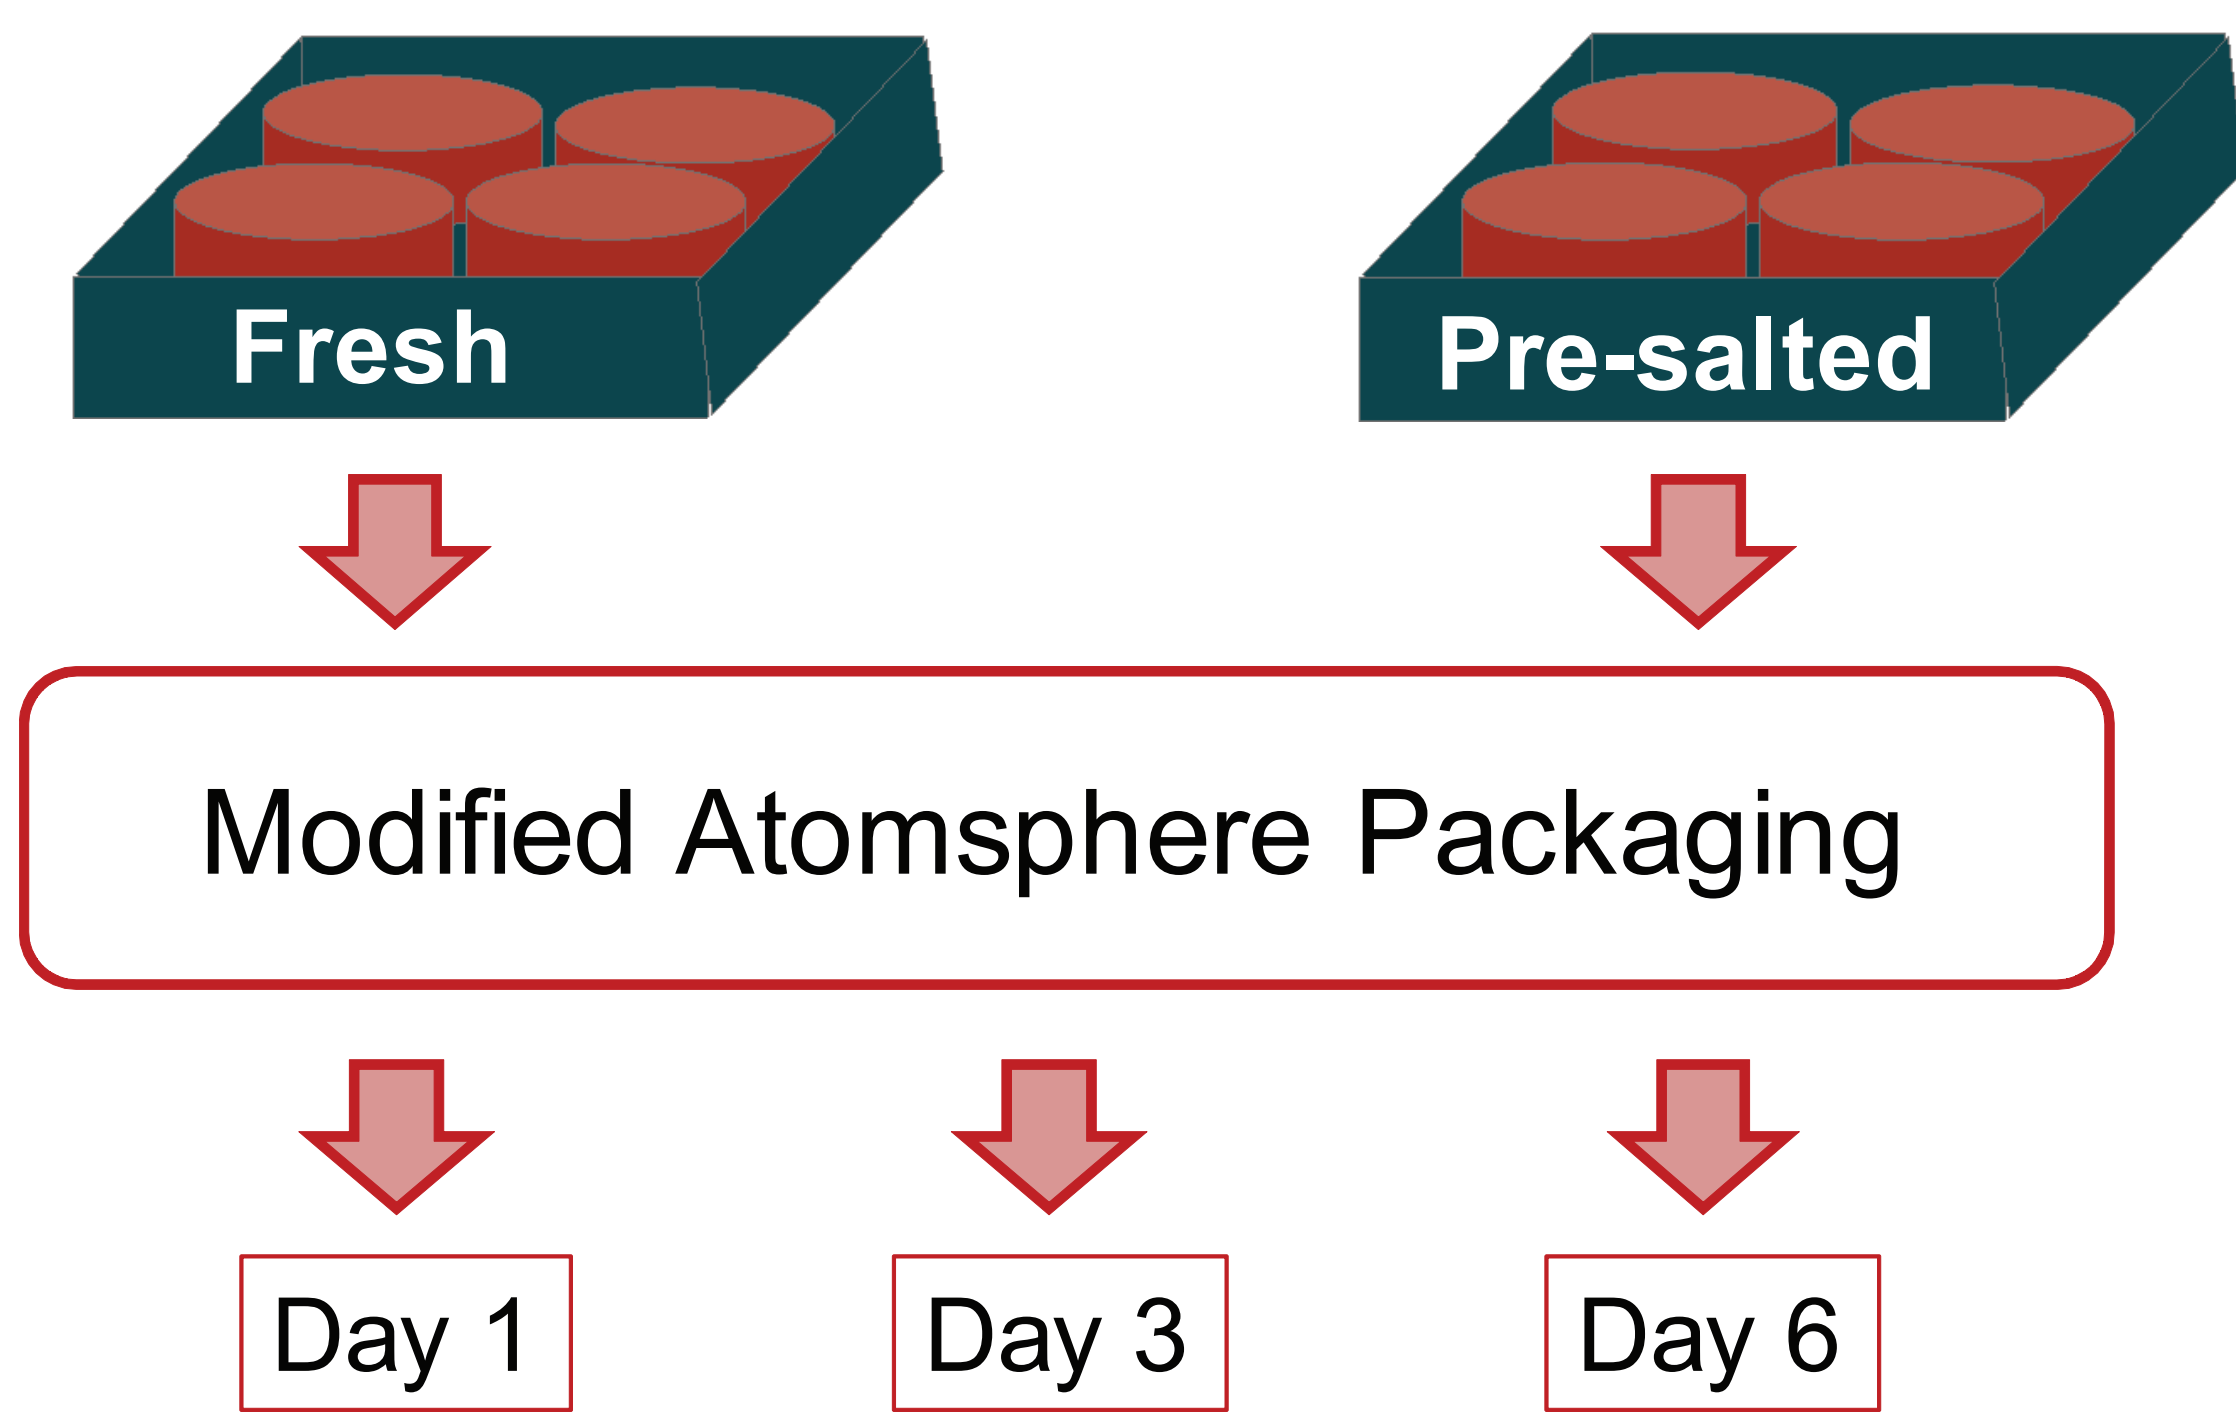 Fresh
Pre-salted
Modified Atomsphere Packaging
Day 1
Day 3
Day 6